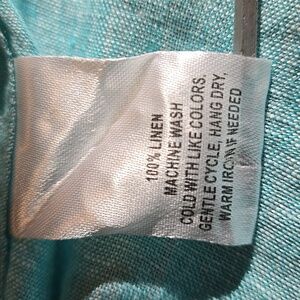 100% LINEN
MACHINE WASH
COLD WITH LIKE COLORS,
GENTLE CYCLE, HANG DRY,
WARM IRON IF NEEDED